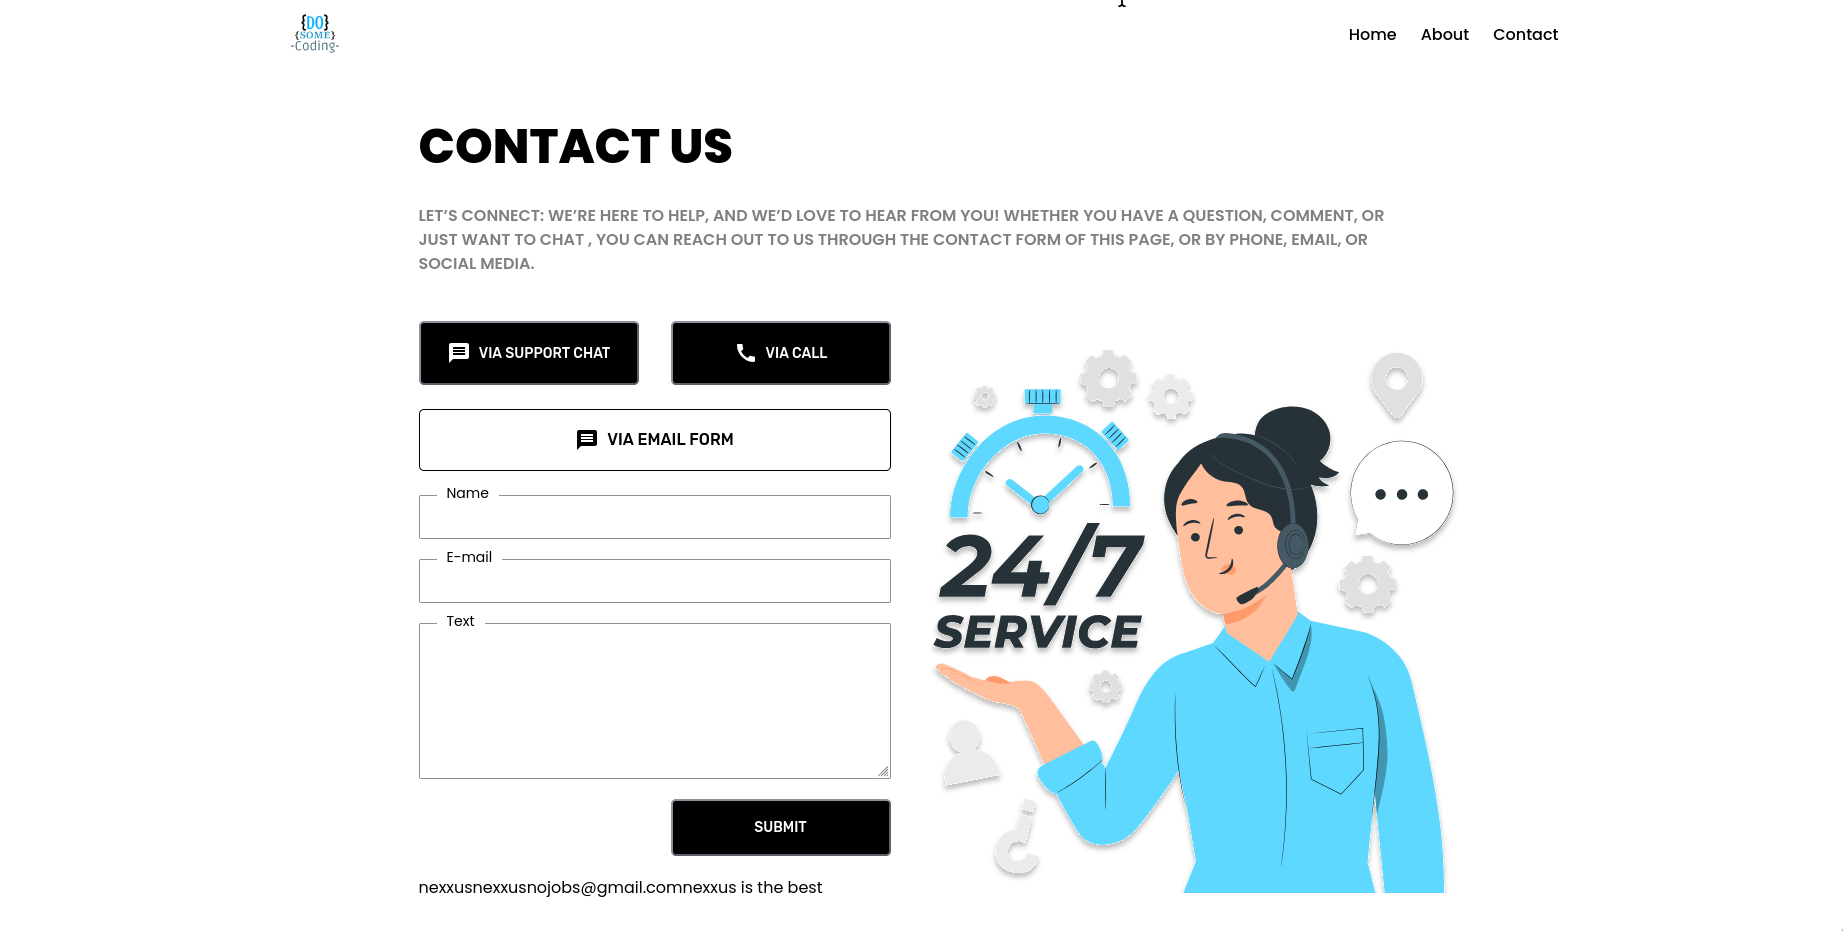 {DO}
{SOME}
-Coding-
Home About Contact
CONTACT US
LET’S CONNECT: WE’RE HERE TO HELP, AND WE’D LOVE TO HEAR FROM YOU! WHETHER YOU HAVE A QUESTION, COMMENT, OR
JUST WANT TO CHAT , YOU CAN REACH OUT TO US THROUGH THE CONTACT FORM OF THIS PAGE, OR BY PHONE, EMAIL, OR
SOCIAL MEDIA.
VIA SUPPORT CHAT
VIA CALL
VIA EMAIL FORM
Name
E-mail
Text
SUBMIT
nexxusnexxusnojobs@gmail.comnexxus is the best
24/7
SERVICE